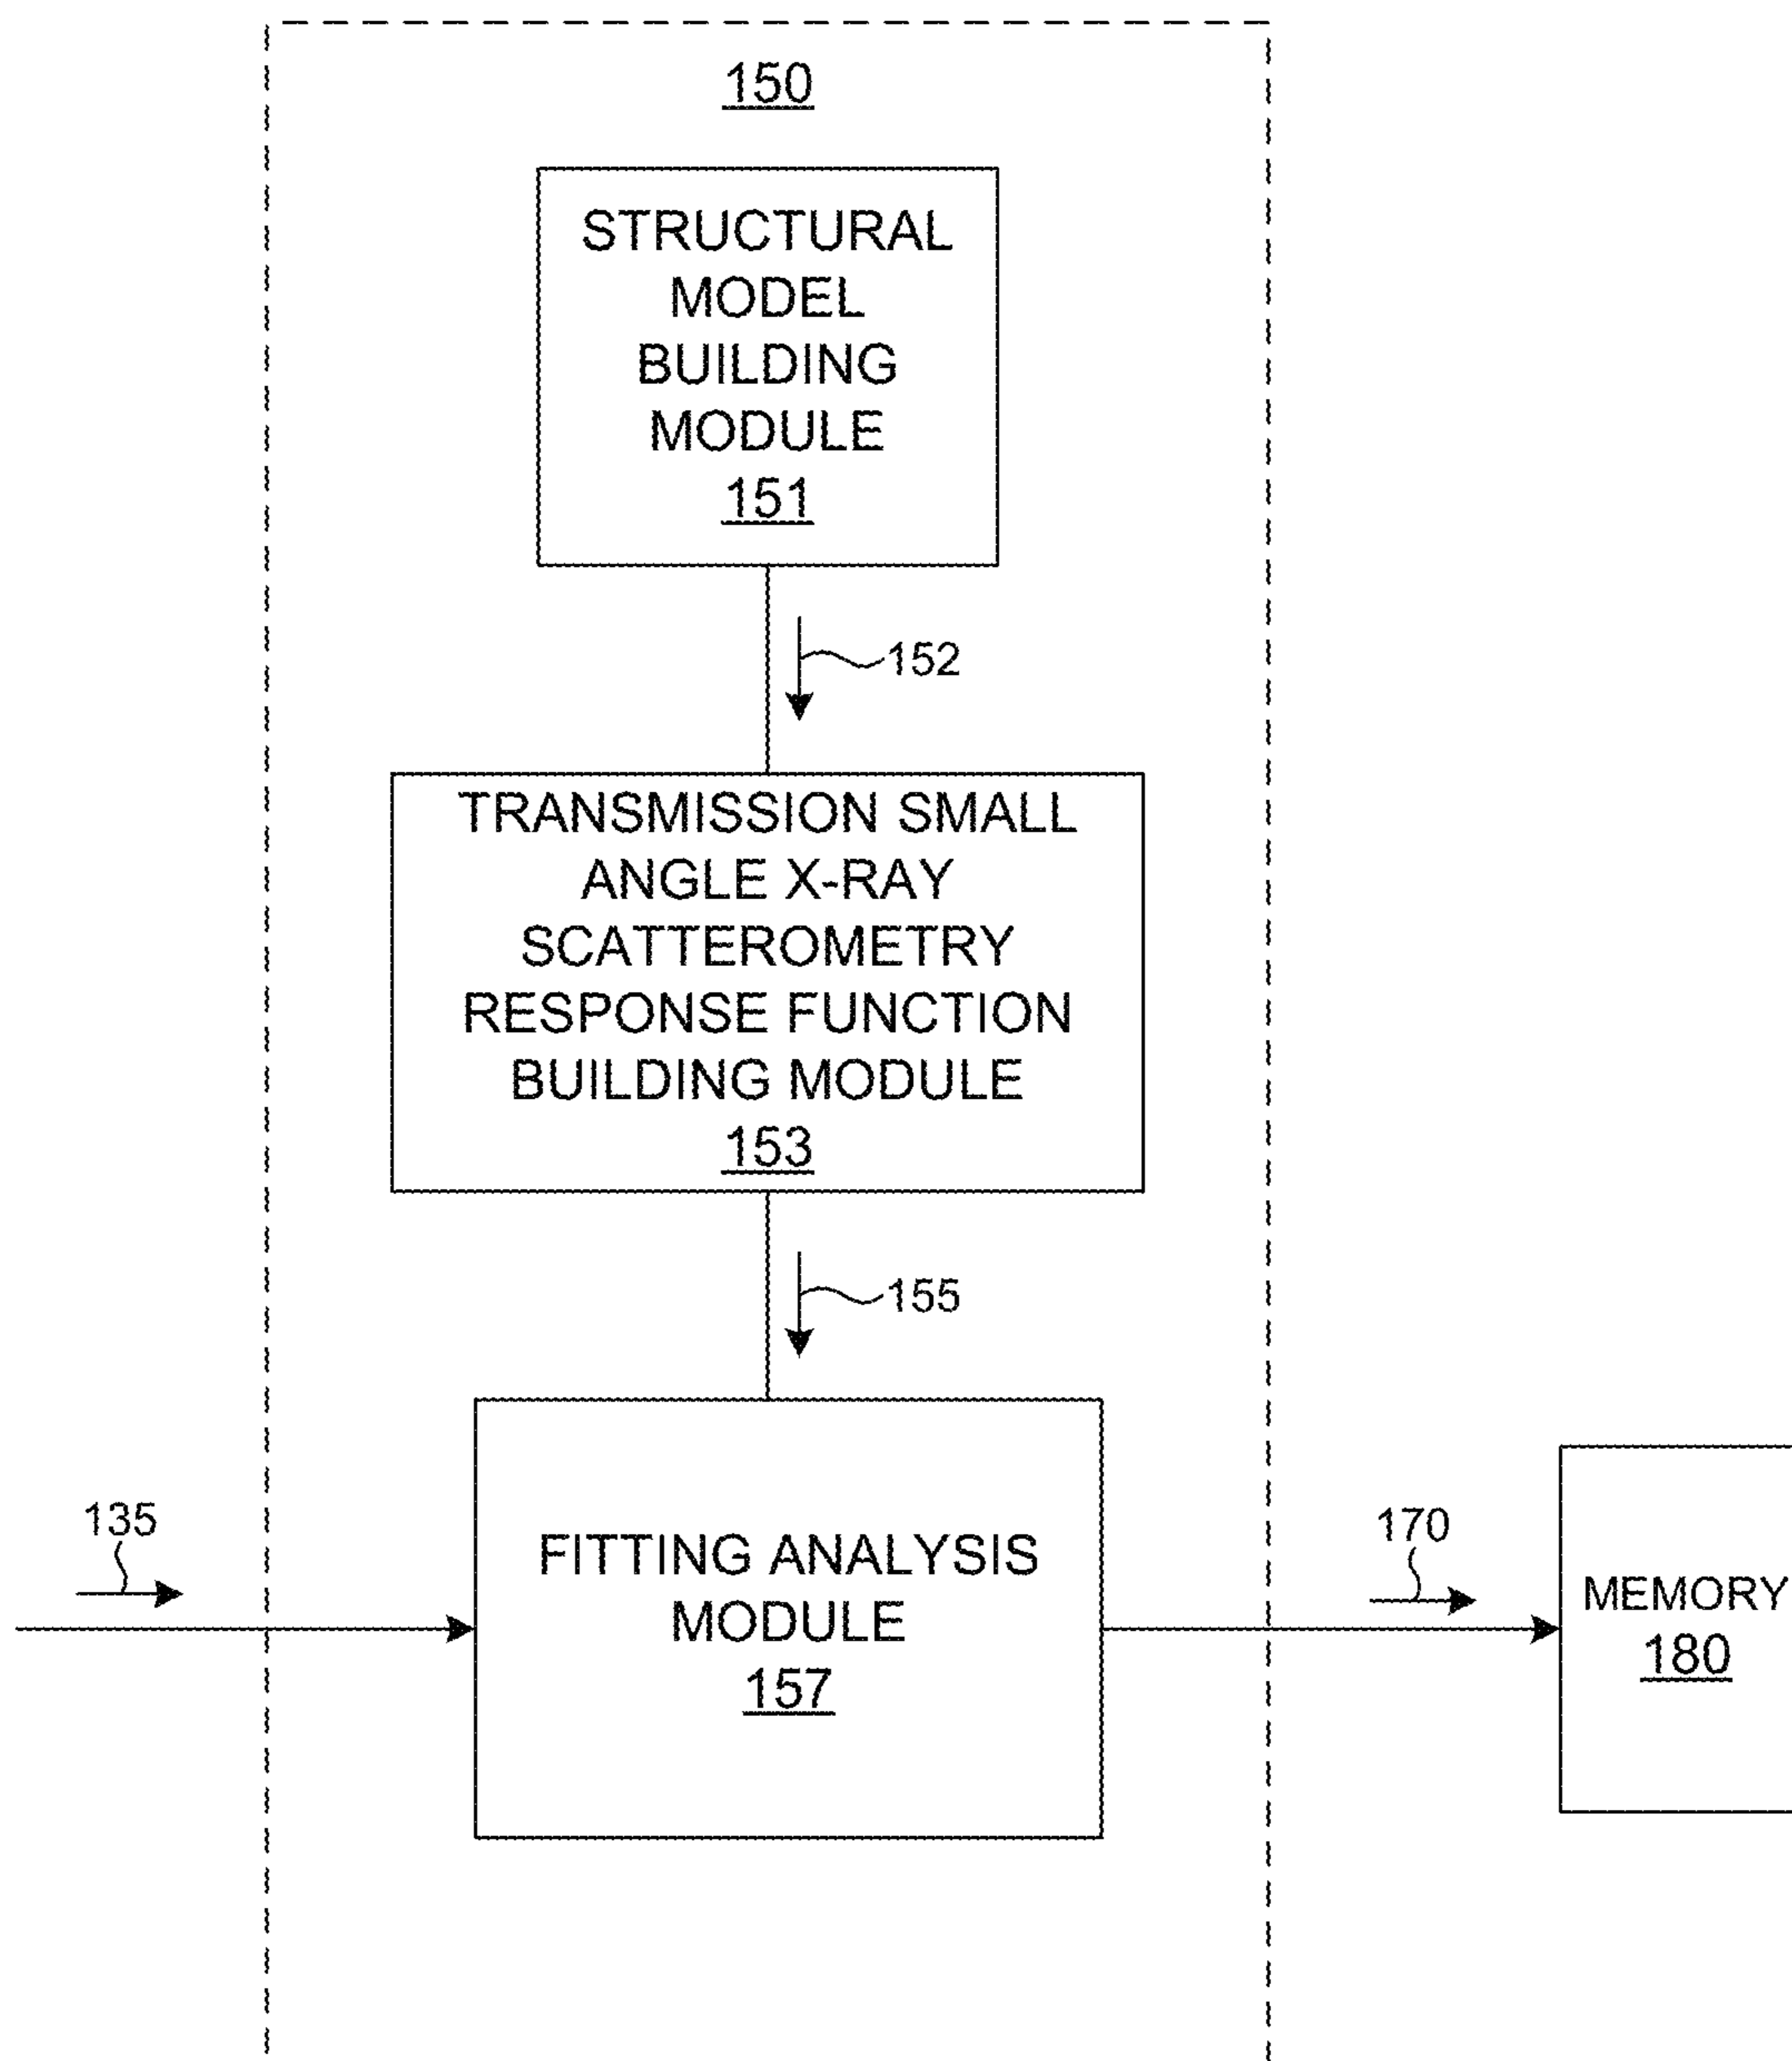 150
STRUCTURAL
MODEL
BUILDING
MODULE
151
152
TRANSMISSION SMALL
ANGLE X-RAY
SCATTEROMETRY
RESPONSE FUNCTION
BUILDING MODULE
153
155
135
FITTING ANALYSIS
MODULE
157
170
MEMORY
180